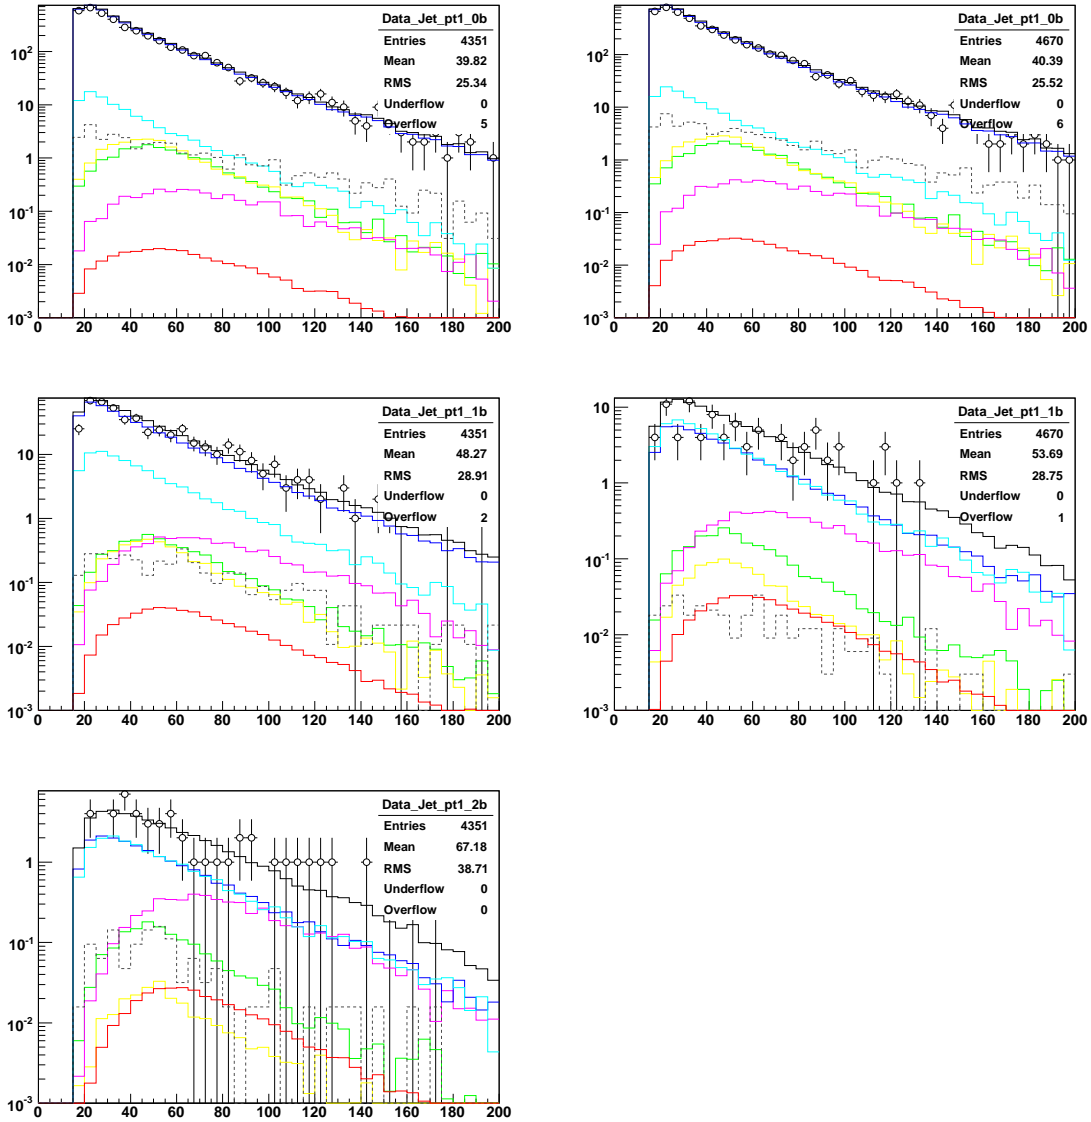 Data_Jet_pt1_0b
Entries 4351
Mean 39.82
RMS 25.34
Underflow 0
Overflow 5
10²
10
1
10⁻¹
10⁻²
10⁻³
0 20 40 60 80 100 120 140 160 180 200
Data_Jet_pt1_0b
Entries 4670
Mean 40.39
RMS 25.52
Underflow 0
Overflow 6
10²
10
1
10⁻¹
10⁻²
10⁻³
0 20 40 60 80 100 120 140 160 180 200
Data_Jet_pt1_1b
Entries 4351
Mean 48.27
RMS 28.91
Underflow 0
Overflow 2
10
1
10⁻¹
10⁻²
10⁻³
0 20 40 60 80 100 120 140 160 180 200
Data_Jet_pt1_1b
Entries 4670
Mean 53.69
RMS 28.75
Underflow 0
Overflow 1
10
1
10⁻¹
10⁻²
10⁻³
0 20 40 60 80 100 120 140 160 180 200
Data_Jet_pt1_2b
Entries 4351
Mean 67.18
RMS 38.71
Underflow 0
Overflow 0
1
10⁻¹
10⁻²
10⁻³
0 20 40 60 80 100 120 140 160 180 200